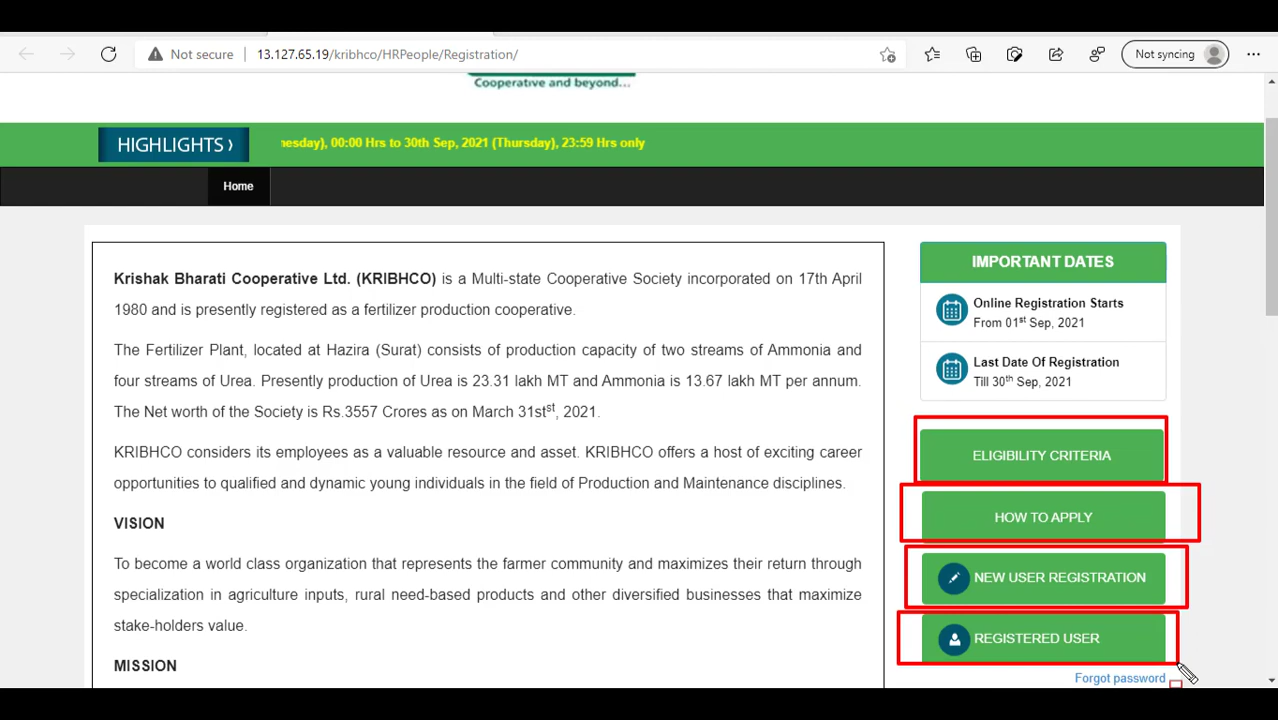 Not secure
13.127.65.19/kribhco/HRPeople/Registration/
Not syncing
Cooperative and beyond...
HIGHLIGHTS
nesday), 00:00 Hrs to 30th Sep, 2021 (Thursday), 23:59 Hrs only
Home
Krishak Bharati Cooperative Ltd. (KRIBHCO) is a Multi-state Cooperative Society incorporated on 17th April
1980 and is presently registered as a fertilizer production cooperative.
The Fertilizer Plant, located at Hazira (Surat) consists of production capacity of two streams of Ammonia and
four streams of Urea. Presently production of Urea is 23.31 lakh MT and Ammonia is 13.67 lakh MT per annum.
The Net worth of the Society is Rs.3557 Crores as on March 31stst, 2021.
KRIBHCO considers its employees as a valuable resource and asset. KRIBHCO offers a host of exciting career
opportunities to qualified and dynamic young individuals in the field of Production and Maintenance disciplines.
VISION
To become a world class organization that represents the farmer community and maximizes their return through
specialization in agriculture inputs, rural need-based products and other diversified businesses that maximize
stake-holders value.
MISSION
IMPORTANT DATES
Online Registration Starts
From 01st Sep, 2021
Last Date Of Registration
Till 30th Sep, 2021
ELIGIBILITY CRITERIA
HOW TO APPLY
NEW USER REGISTRATION
REGISTERED USER
Forgot password